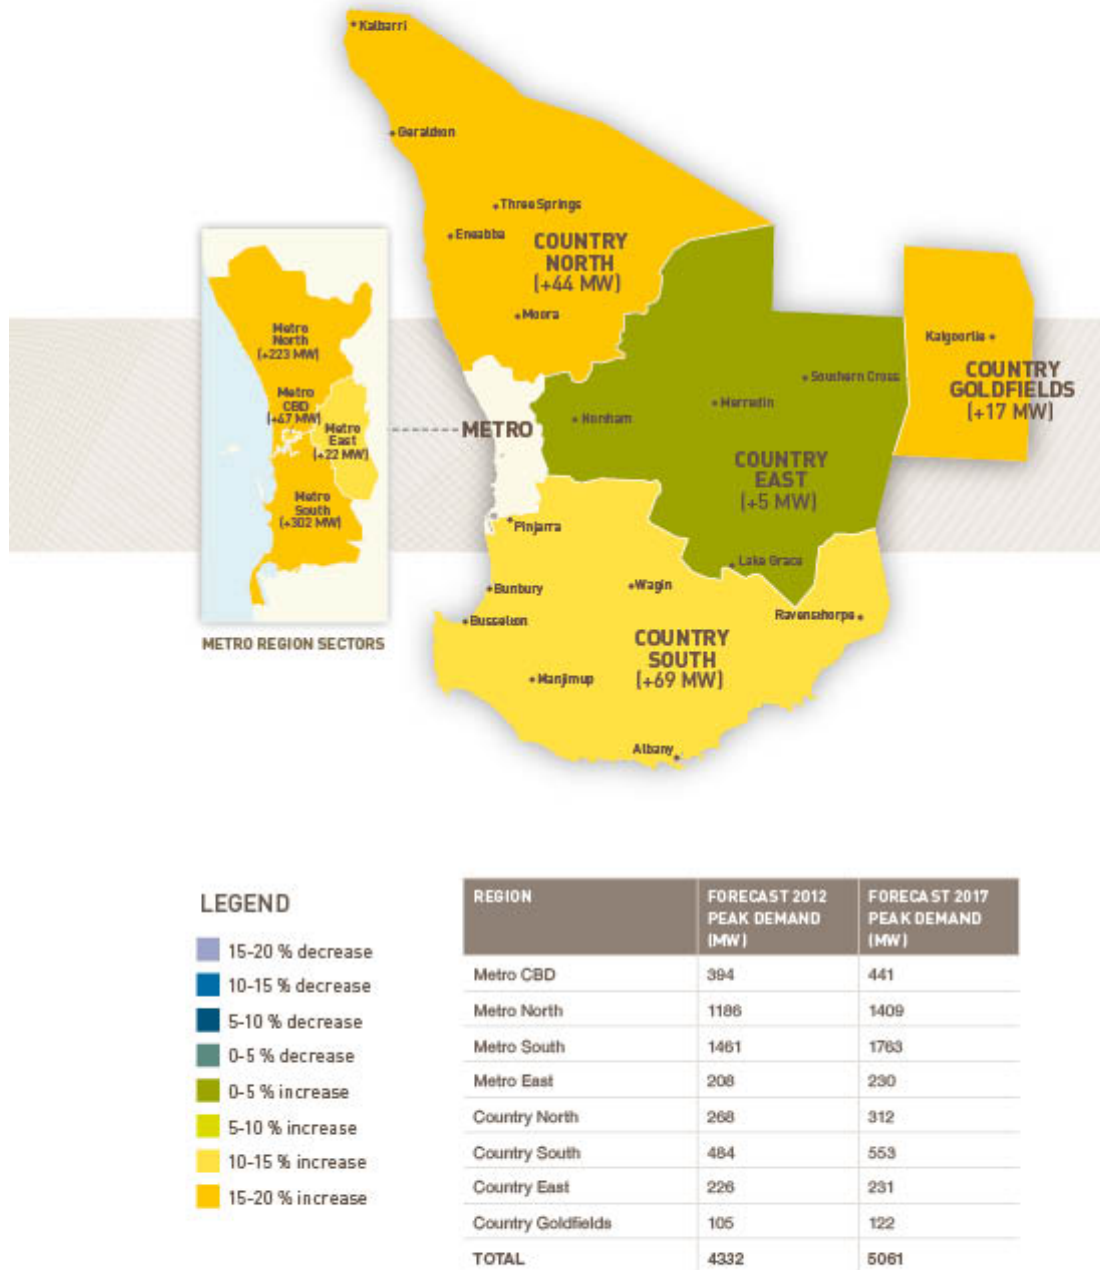 Kalbarri
Geraldton
Three Springs
Eneabba
COUNTRY
NORTH
(+44 MW)
Moora
Metro
North
(+223 MW)
Metro
CBD
(+47 MW)
Metro
East
(+22 MW)
Metro
South
(+302 MW)
METRO REGION SECTORS
METRO
Kalgoorlie
COUNTRY
GOLDFIELDS
(+17 MW)
Southern Cross
Merredin
Northam
COUNTRY
EAST
(+5 MW)
Pinjarra
Lake Grace
Bunbury
Wagin
Ravensthorpe
Busselton
COUNTRY
SOUTH
(+69 MW)
Manjimup
Albany
LEGEND
15-20 % decrease
10-15 % decrease
5-10 % decrease
0-5 % decrease
0-5 % increase
5-10 % increase
10-15 % increase
15-20 % increase
REGION FORECAST 2012 FORECAST 2017
PEAK DEMAND PEAK DEMAND
(MW) (MW)
Metro CBD 394 441
Metro North 1186 1409
Metro South 1461 1763
Metro East 208 230
Country North 268 312
Country South 484 553
Country East 226 231
Country Goldfields 105 122
TOTAL 4332 5061